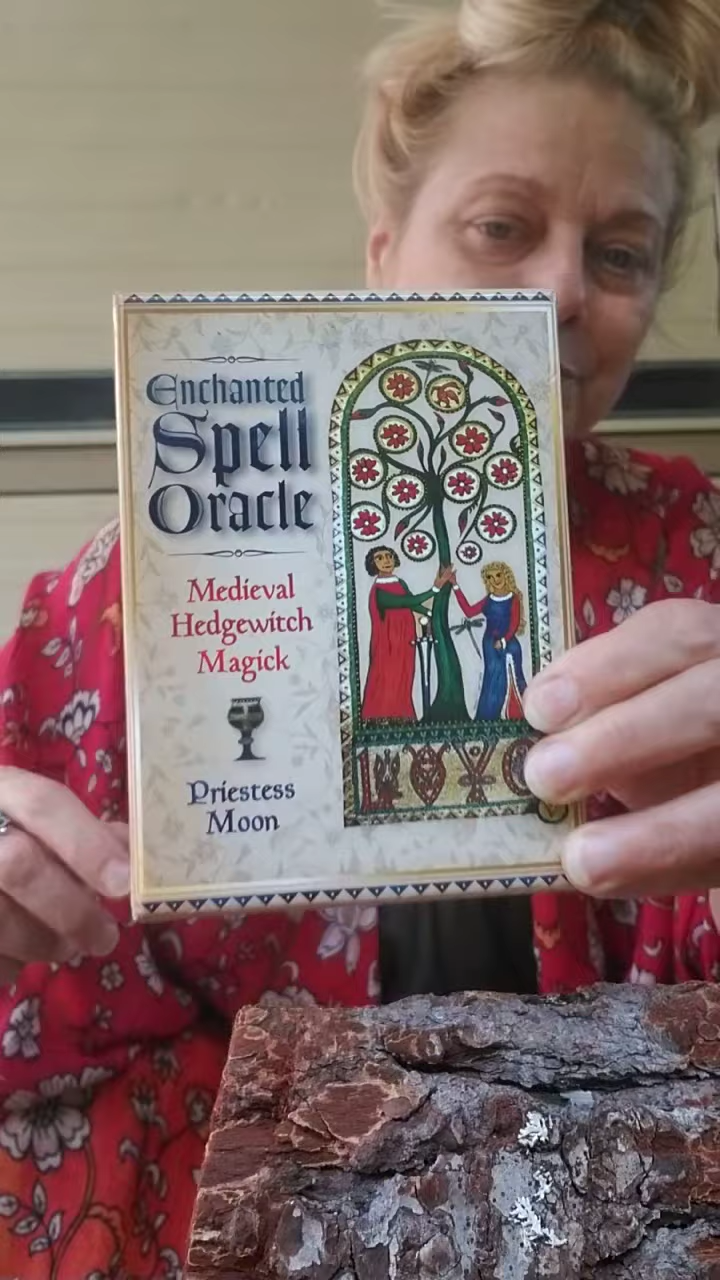 Enchanted
Spell
Oracle
Medieval
Hedgewitch
Magick
Priestess
Moon